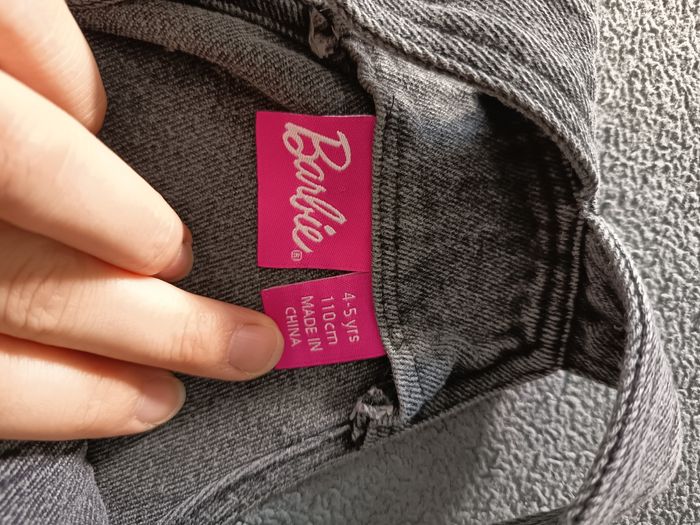 Barbie®
4-5 yrs
110cm
MADE IN
CHINA